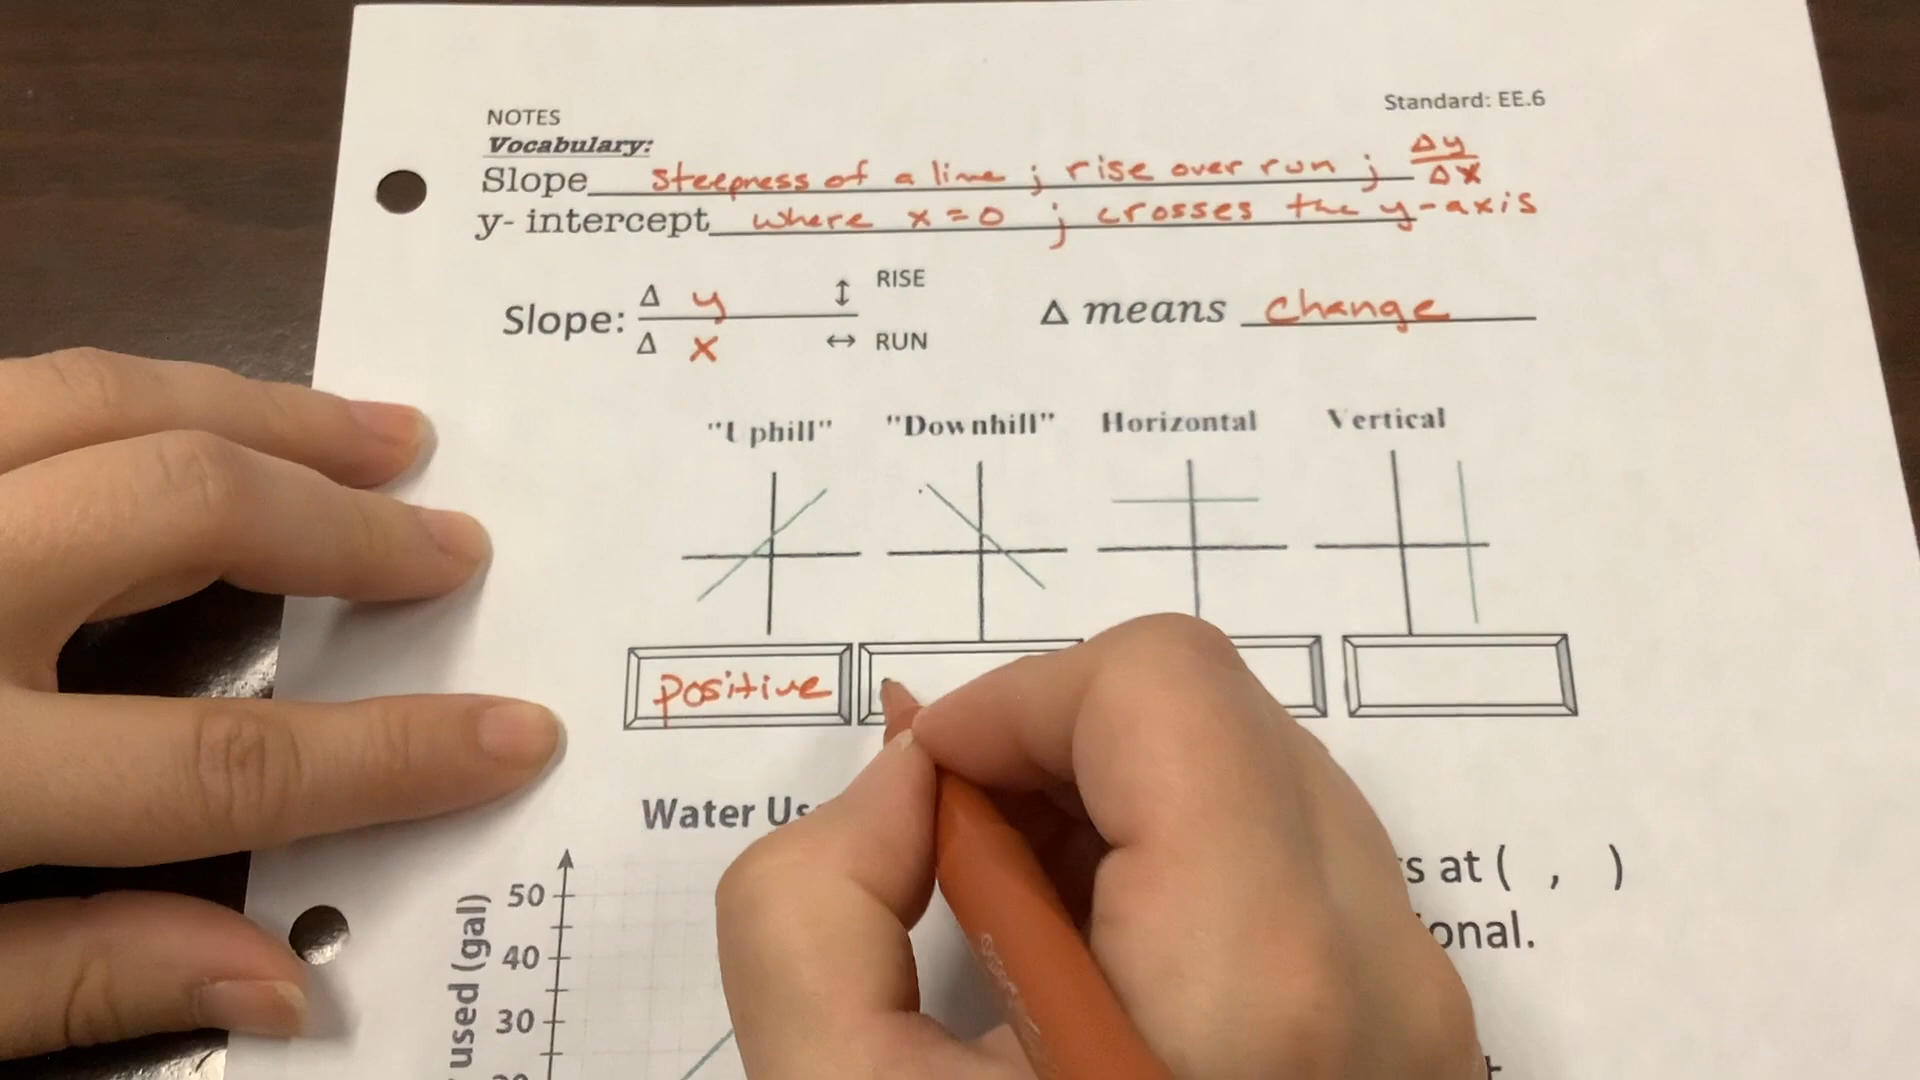 NOTES
Standard: EE.6
Vocabulary:
Slope steepness of a line ; rise over run ; Δy
Δx
y- intercept where x = 0 ; crosses the y-axis
Slope: Δ y ↕ RISE
Δ x ↔ RUN
Δ means change
"Uphill" "Downhill" Horizontal Vertical
positive
Water
s at ( , )
onal.
50
40
30
used (gal)